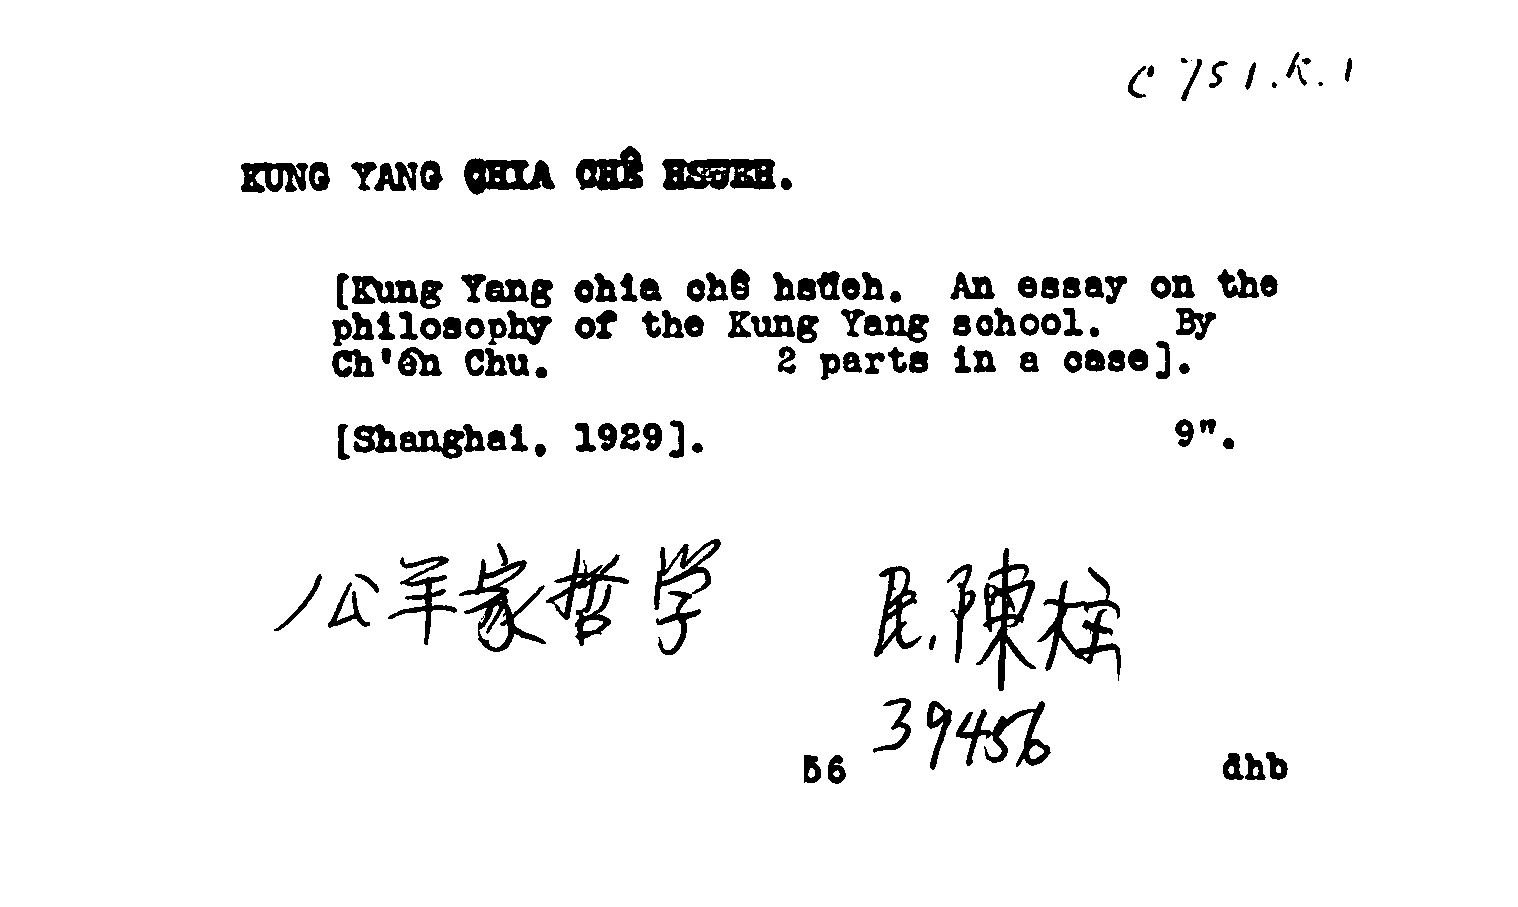 C 751.K.1
KUNG YANG CHIA CHÊ HSÜEH.
[Kung Yang chia chê hsüeh. An essay on the
philosophy of the Kung Yang school. By
Ch'ên Chu. 2 parts in a case].
[Shanghai, 1929]. 9".
公羊家哲学 民.陳柱
39456
56 dhb